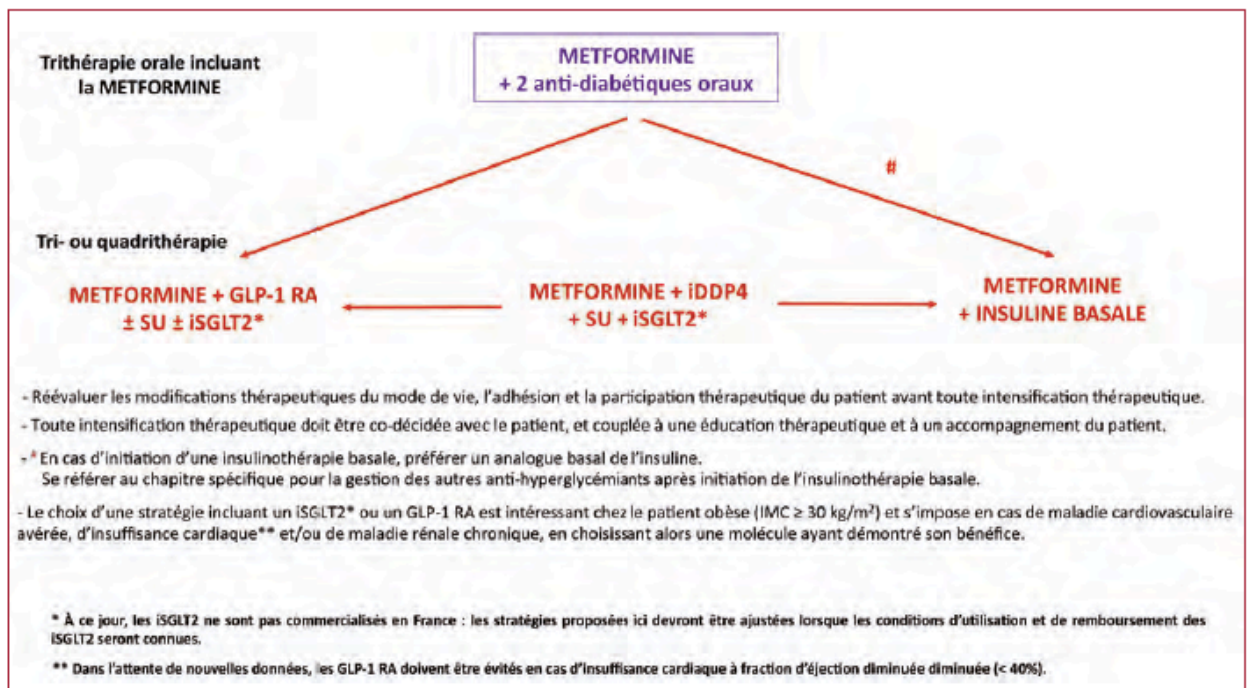 Trithérapie orale incluant
la METFORMINE
METFORMINE
+ 2 anti-diabétiques oraux
#
Tri- ou quadrithérapie
METFORMINE + GLP-1 RA
± SU ± iSGLT2*
METFORMINE + iDDP4
+ SU + iSGLT2*
METFORMINE
+ INSULINE BASALE
- Réévaluer les modifications thérapeutiques du mode de vie, l'adhésion et la participation thérapeutique du patient avant toute intensification thérapeutique.
- Toute intensification thérapeutique doit être co-décidée avec le patient, et couplée à une éducation thérapeutique et à un accompagnement du patient.
- # En cas d'initiation d'une insulinothérapie basale, préférer un analogue basal de l'insuline.
Se référer au chapitre spécifique pour la gestion des autres anti-hyperglycémiants après initiation de l'insulinothérapie basale.
- Le choix d'une stratégie incluant un iSGLT2* ou un GLP-1 RA est intéressant chez le patient obèse (IMC ≥ 30 kg/m²) et s'impose en cas de maladie cardiovasculaire
avérée, d'insuffisance cardiaque** et/ou de maladie rénale chronique, en choisissant alors une molécule ayant démontré son bénéfice.
* À ce jour, les iSGLT2 ne sont pas commercialisés en France : les stratégies proposées ici devront être ajustées lorsque les conditions d'utilisation et de remboursement des
iSGLT2 seront connues.
** Dans l'attente de nouvelles données, les GLP-1 RA doivent être évités en cas d'insuffisance cardiaque à fraction d'éjection diminuée diminuée (< 40%).